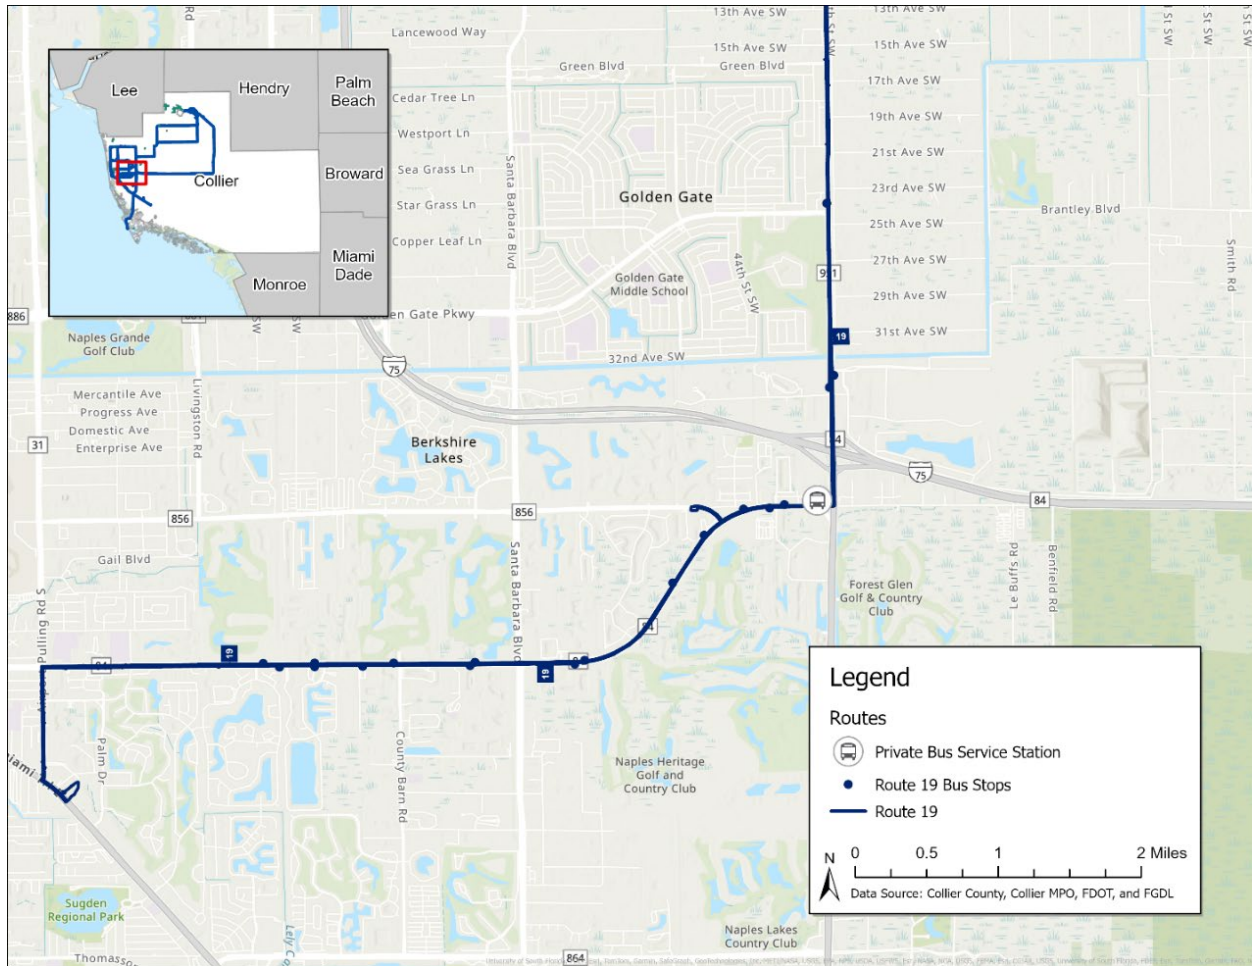 13th Ave SW
13th Ave SW
Lancewood Way
15th Ave SW
15th Ave SW
Green Blvd
Green Blvd
17th Ave SW
Cedar Tree Ln
19th Ave SW
Westport Ln
21st Ave SW
Sea Grass Ln
23rd Ave SW
Star Grass Ln
25th Ave SW
Copper Leaf Ln
27th Ave SW
29th Ave SW
31st Ave SW
Lee
Hendry
Palm
Beach
Broward
Collier
Miami
Dade
Monroe
Santa Barbara Blvd
Golden Gate
Brantley Blvd
Smith Rd
44th St SW
Golden Gate
Middle School
951
886
Naples Grande
Golf Club
19
32nd Ave SW
75
Livingston Rd
Mercantile Ave
Progress Ave
Domestic Ave
Enterprise Ave
31
Berkshire
Lakes
75
84
856
856
Gail Blvd
Santa Barbara Blvd
Le Buffs Rd
Benfield Rd
Forest Glen
Golf & Country
Club
84
19
19
Palm Dr
County Barn Rd
Naples Heritage
Golf and
Country Club
Sugden
Regional Park
Naples Lakes
Country Club
864
Legend
Routes
Private Bus Service Station
Route 19 Bus Stops
Route 19
N
0 0.5 1 2 Miles
Data Source: Collier County, Collier MPO, FDOT, and FGDL